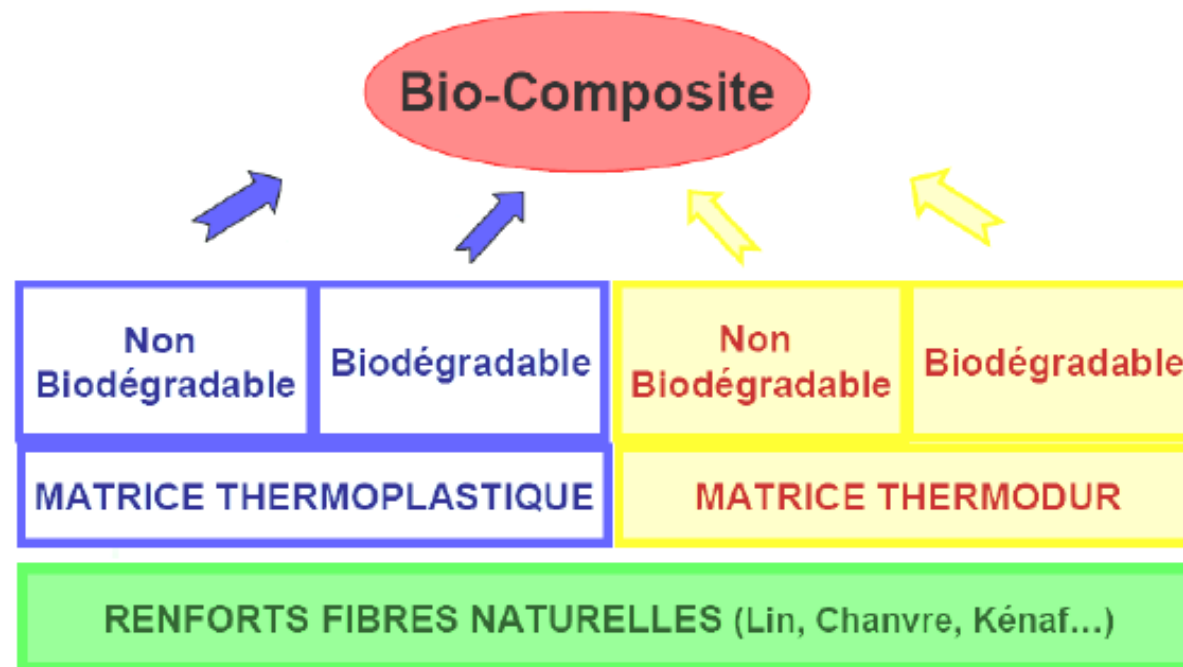 Bio-Composite
Non
Biodégradable
Biodégradable
Non
Biodégradable
Biodégradable
MATRICE THERMOPLASTIQUE
MATRICE THERMODUR
RENFORTS FIBRES NATURELLES (Lin, Chanvre, Kénaf...)